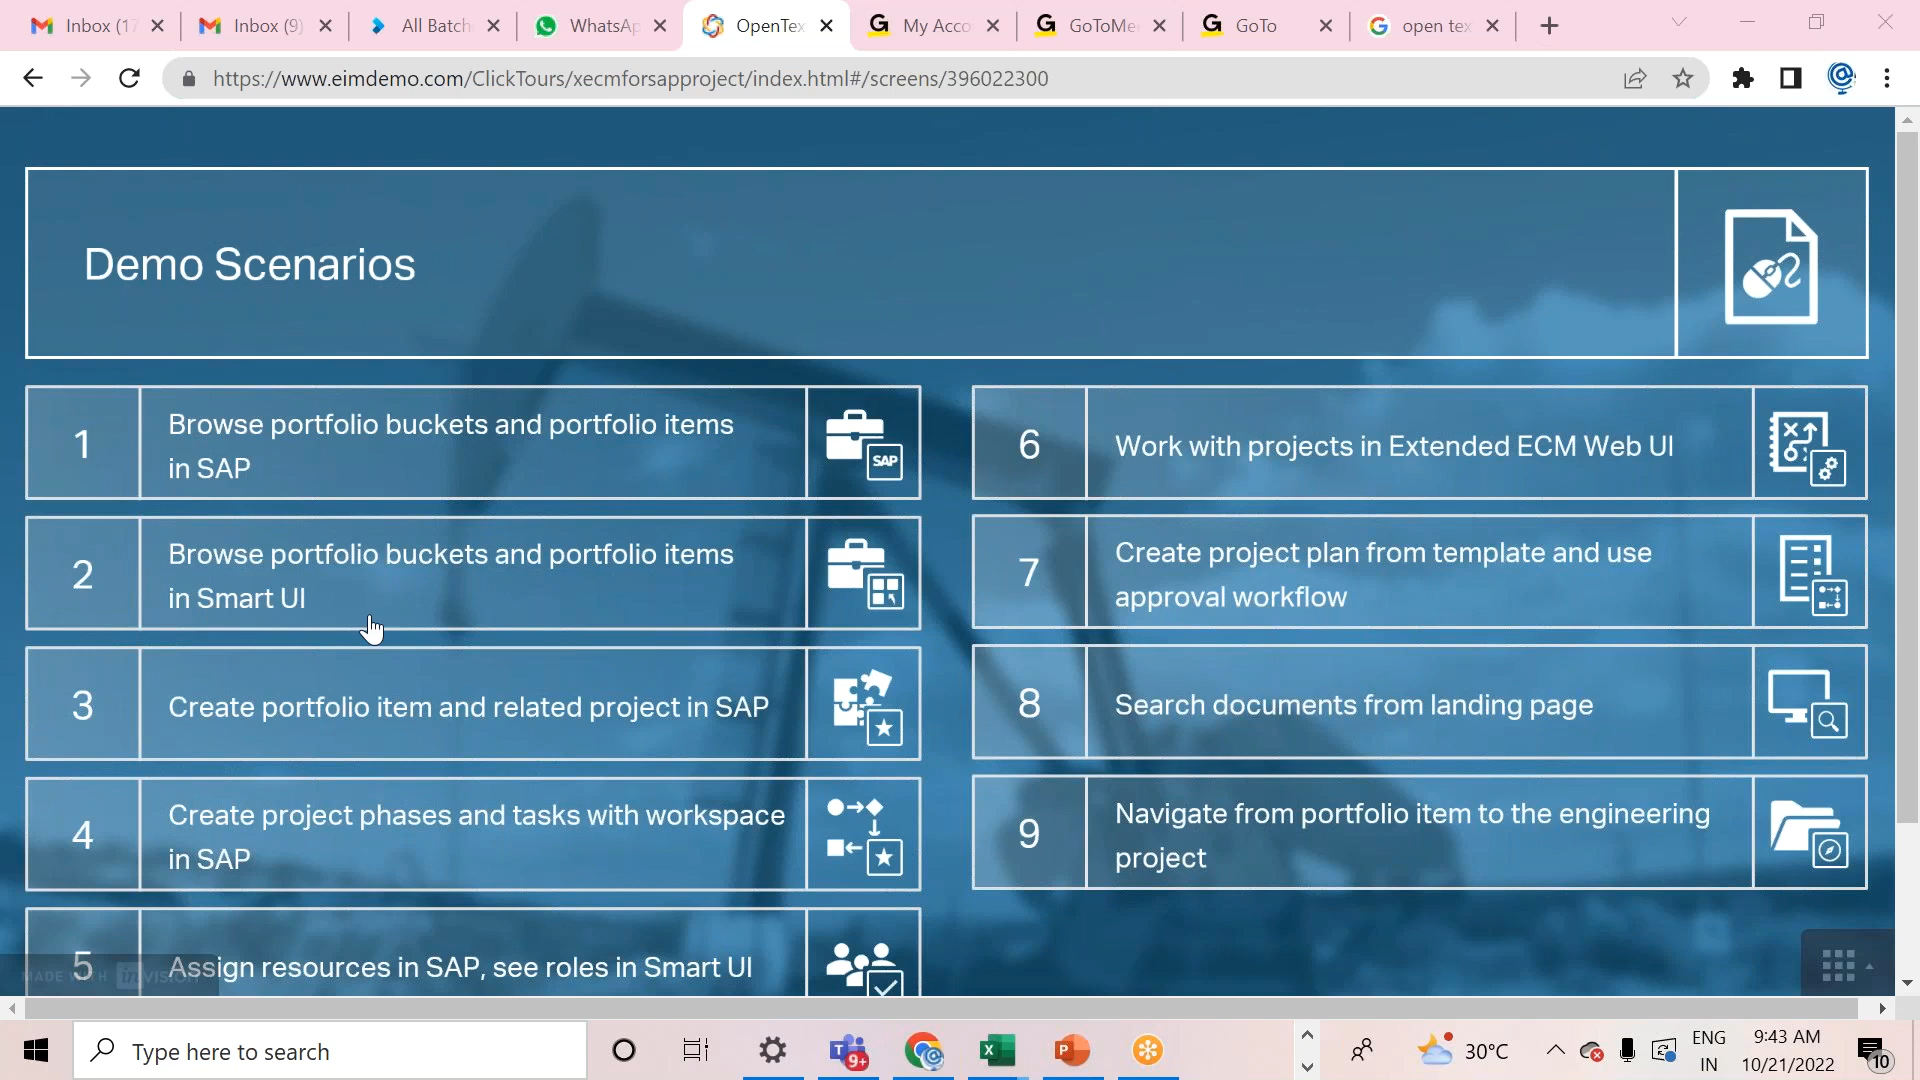 Inbox (17
Inbox (9)
All Batch
WhatsAp
OpenTex
My Acco
GoToMe
GoTo
open tex
https://www.eimdemo.com/ClickTours/xecmforsapproject/index.html#/screens/396022300
Demo Scenarios
1
Browse portfolio buckets and portfolio items
in SAP
SAP
2
Browse portfolio buckets and portfolio items
in Smart UI
3
Create portfolio item and related project in SAP
4
Create project phases and tasks with workspace
in SAP
5
Assign resources in SAP, see roles in Smart UI
6
Work with projects in Extended ECM Web UI
7
Create project plan from template and use
approval workflow
8
Search documents from landing page
9
Navigate from portfolio item to the engineering
project
MADE WITH inVISION
Type here to search
9+
30°C
ENG
IN
9:43 AM
10/21/2022
10